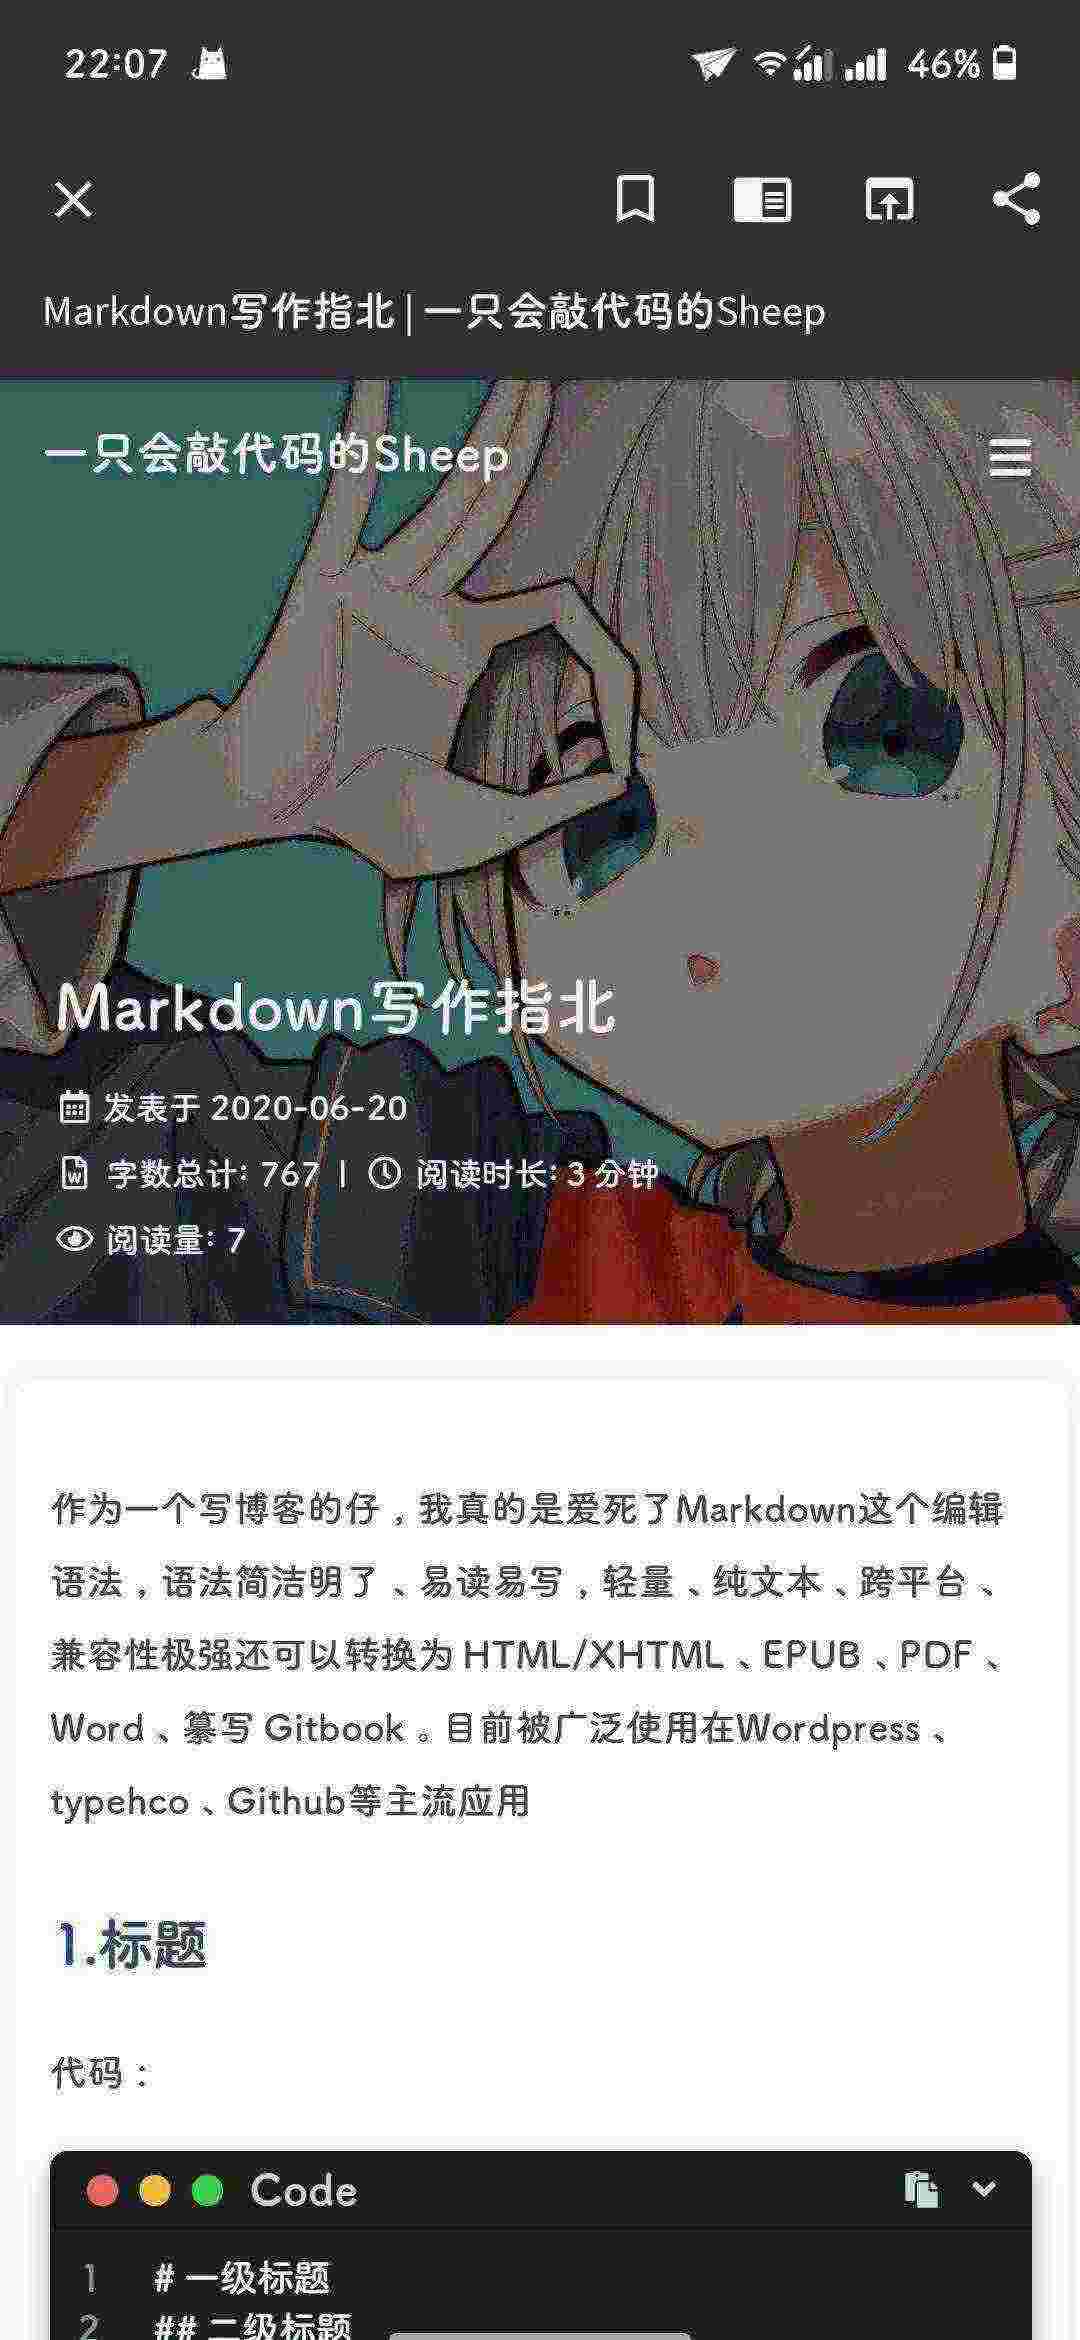 22:07
46%
Markdown写作指北 | 一只会敲代码的Sheep
一只会敲代码的Sheep
Markdown写作指北
发表于 2020-06-20
字数总计: 767 | 阅读时长: 3 分钟
阅读量: 7
作为一个写博客的仔，我真的是爱死了Markdown这个编辑
语法，语法简洁明了、易读易写，轻量、纯文本、跨平台、
兼容性极强还可以转换为 HTML/XHTML、EPUB、PDF、
Word、纂写 Gitbook。目前被广泛使用在Wordpress、
typehco、Github等主流应用
1.标题
代码：
Code
1 # 一级标题
2 ## 二级标题